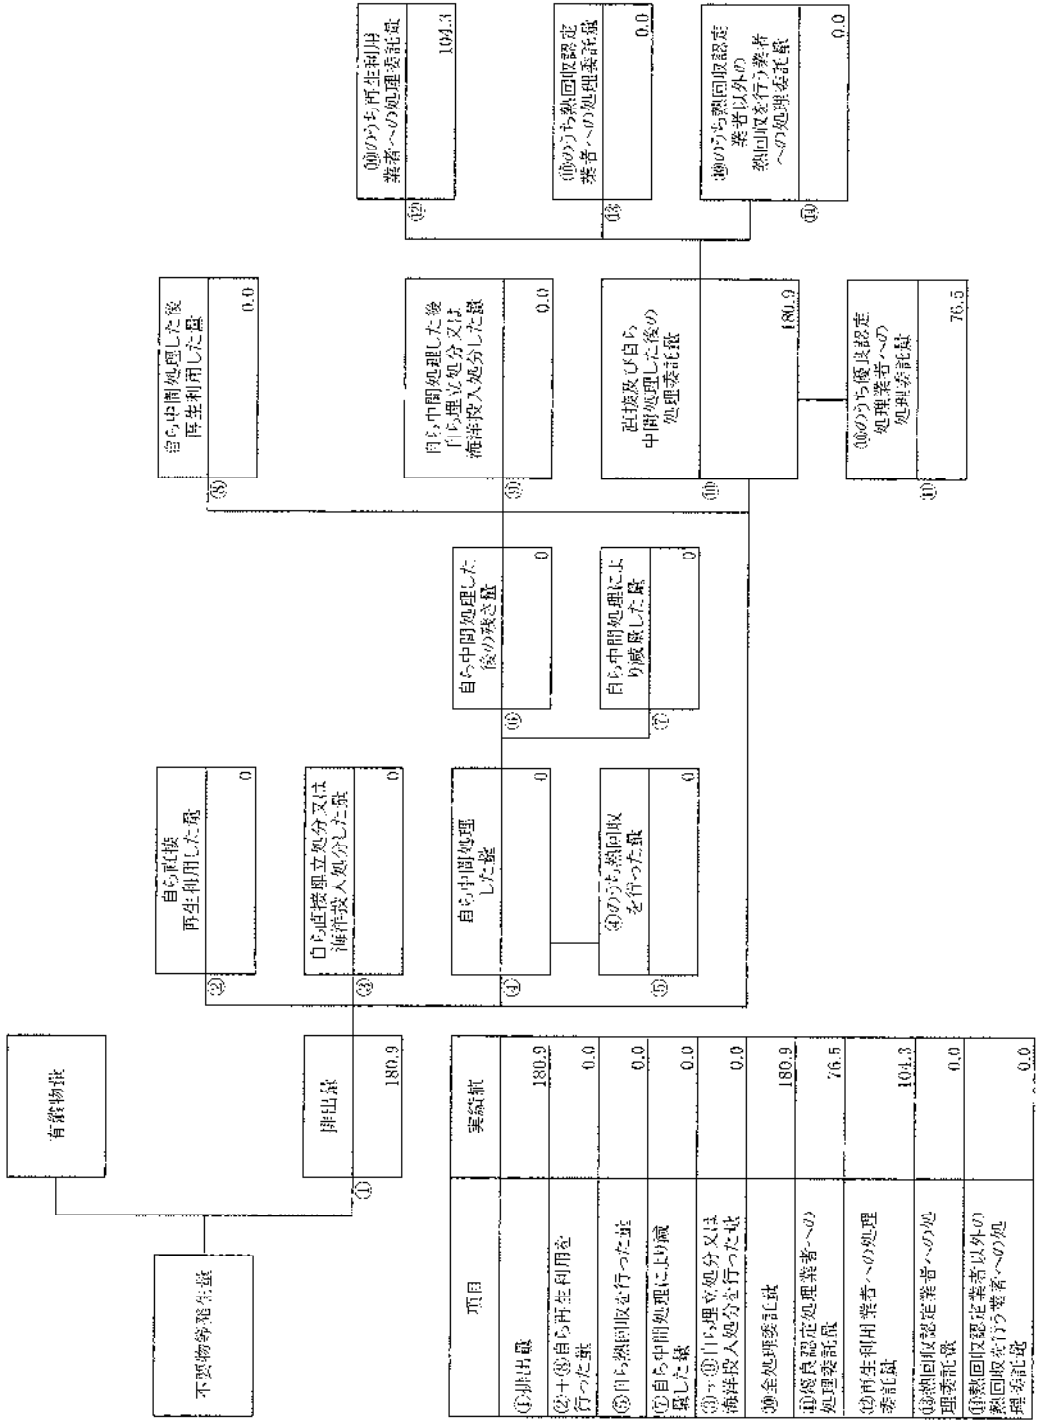 不要物等発生量
有償物量
①
排出量
180.9
②
自ら直接
再生利用した量
0
③
自ら直接埋立処分又は
海洋投入処分した量
0
④
自ら中間処理
した量
0
⑤
④のうち熱回収
を行った量
0
⑥
自ら中間処理した
後の残さ量
0
⑦
自ら中間処理によ
り減量した量
0
⑧
自ら中間処理した後
再生利用した量
0.0
⑨
自ら中間処理した後
自ら埋立処分又は
海洋投入処分した量
0.0
⑩
直接及び自ら
中間処理した後の
処理委託量
180.9
⑪
⑩のうち優良認定
処理業者への
処理委託量
76.5
⑫
⑩のうち再生利用
業者への処理委託量
104.3
⑬
⑩のうち熱回収認定
業者への処理委託量
0.0
⑭
⑩のうち熱回収認定
業者以外の
熱回収を行う業者
への処理委託量
0.0
項目
実績値
①排出量
180.9
②+⑧自ら再生利用を
行った量
0.0
⑤自ら熱回収を行った量
0.0
⑦自ら中間処理により減
量した量
0.0
③+⑨自ら埋立処分又は
海洋投入処分を行った量
0.0
⑩全処理委託量
180.9
⑪優良認定処理業者への
処理委託量
76.5
⑫再生利用業者への処理
委託量
104.3
⑬熱回収認定業者への処
理委託量
0.0
⑭熱回収認定業者以外の
熱回収を行う業者への処
理委託量
0.0